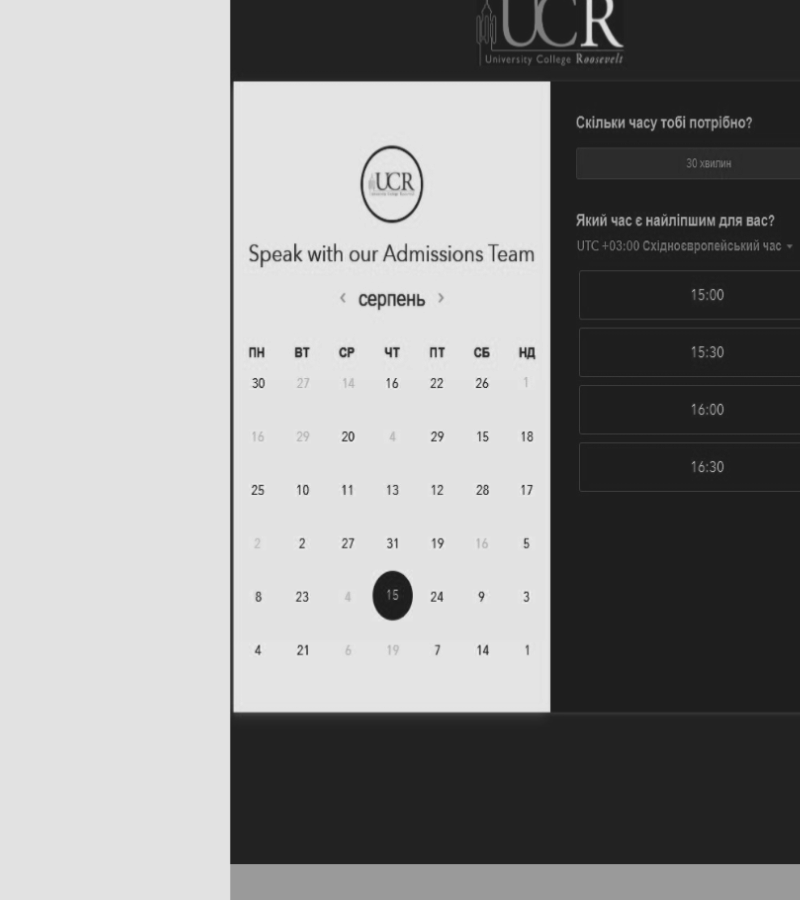 UCR
University College Roosevelt
UCR
Speak with our Admissions Team
‹ серпень ›
ПН ВТ СР ЧТ ПТ СБ НД
30 27 14 16 22 26 1
16 29 20 4 29 15 18
25 10 11 13 12 28 17
2 2 27 31 19 16 5
8 23 4 15 24 9 3
4 21 6 19 7 14 1
Скільки часу тобі потрібно?
30 хвилин
Який час є найліпшим для вас?
UTC +03:00 Східноєвропейський час
15:00
15:30
16:00
16:30